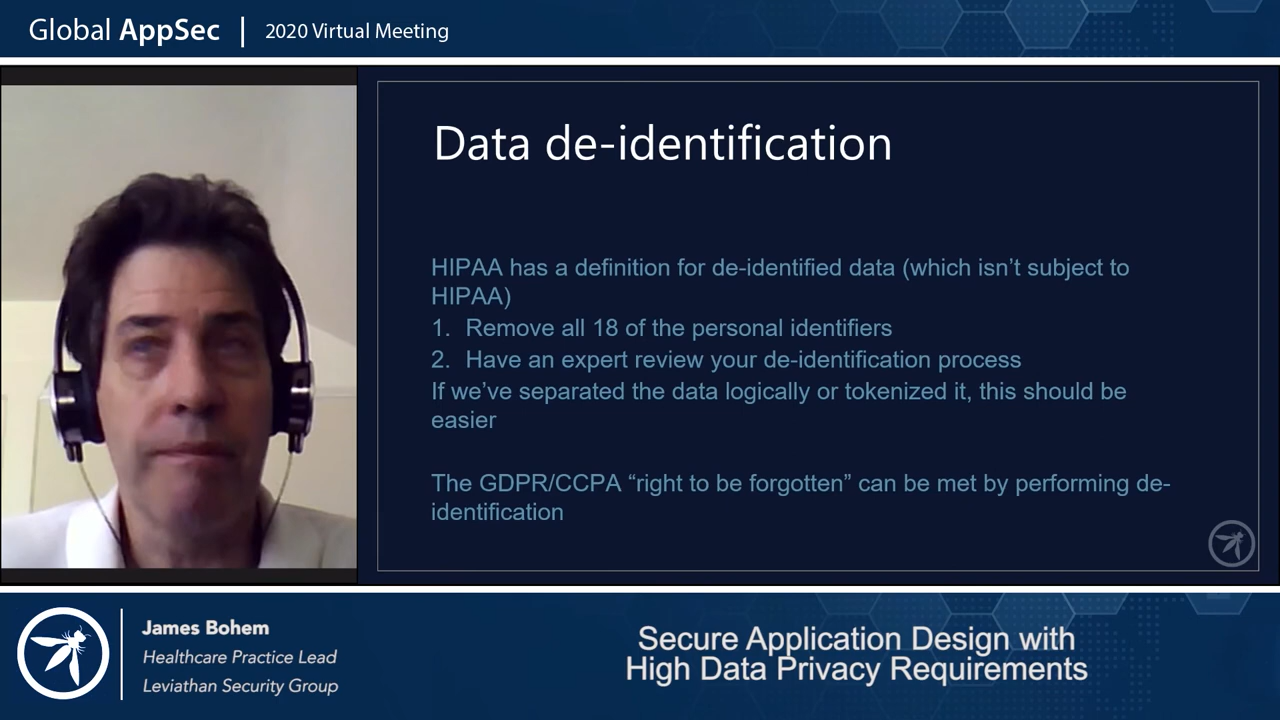 Global AppSec | 2020 Virtual Meeting
Data de-identification
HIPAA has a definition for de-identified data (which isn’t subject to
HIPAA)
1. Remove all 18 of the personal identifiers
2. Have an expert review your de-identification process
If we’ve separated the data logically or tokenized it, this should be
easier
The GDPR/CCPA “right to be forgotten” can be met by performing de-
identification
James Bohem
Healthcare Practice Lead
Leviathan Security Group
Secure Application Design with
High Data Privacy Requirements